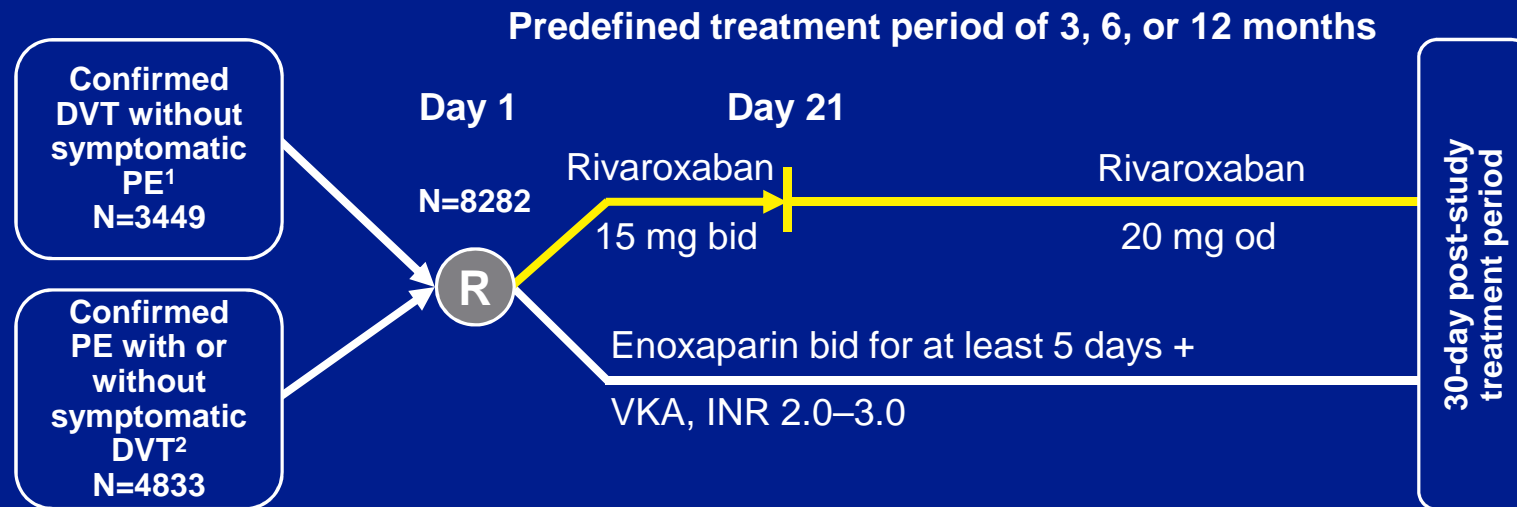 Predefined treatment period of 3, 6, or 12 months
Confirmed
DVT without
symptomatic
PE¹
N=3449
Confirmed
PE with or
without
symptomatic
DVT²
N=4833
Day 1
N=8282
R
Day 21
Rivaroxaban
15 mg bid
Rivaroxaban
20 mg od
Enoxaparin bid for at least 5 days +
VKA, INR 2.0–3.0
30-day post-study
treatment period